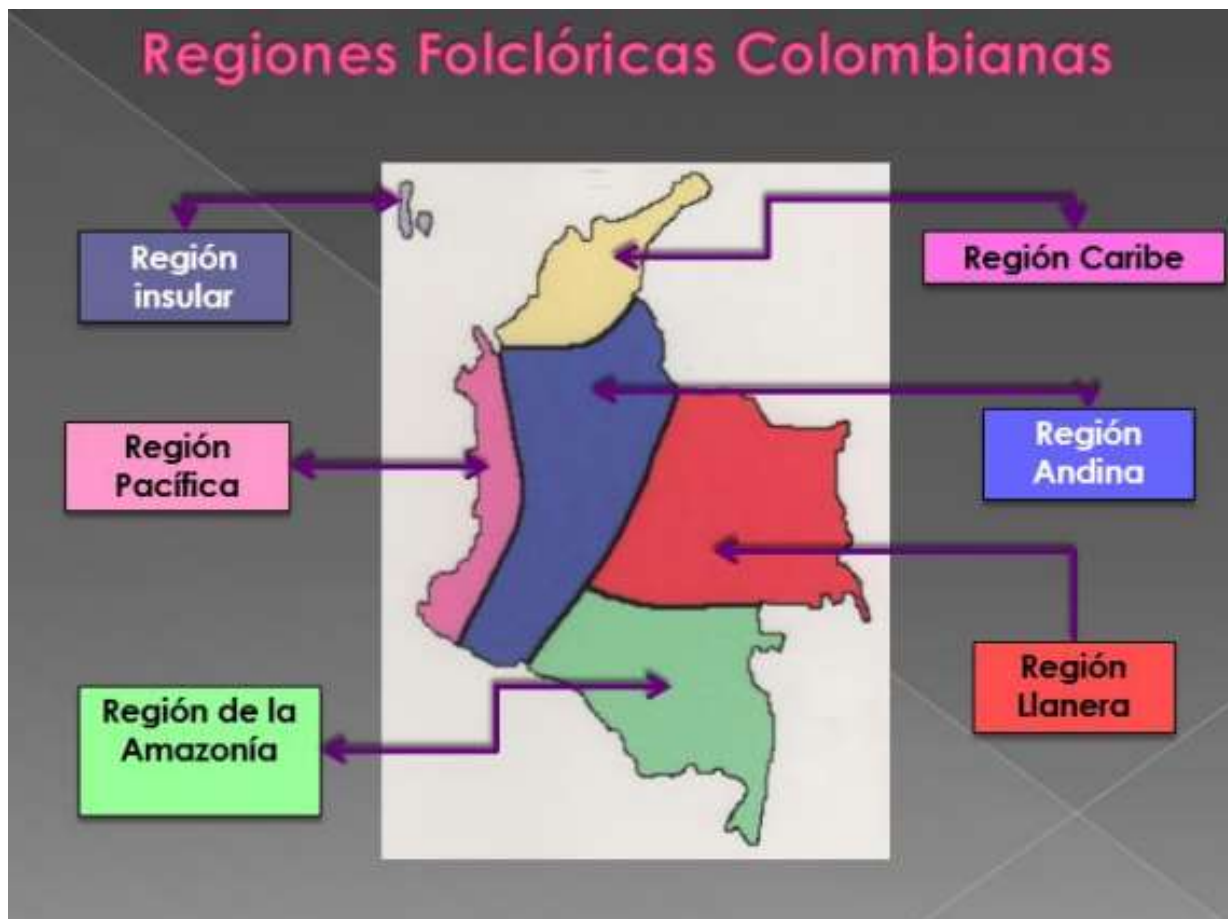 Regiones Folclóricas Colombianas
Región
insular
Región Caribe
Región
Pacífica
Región
Andina
Región de la
Amazonía
Región
Llanera